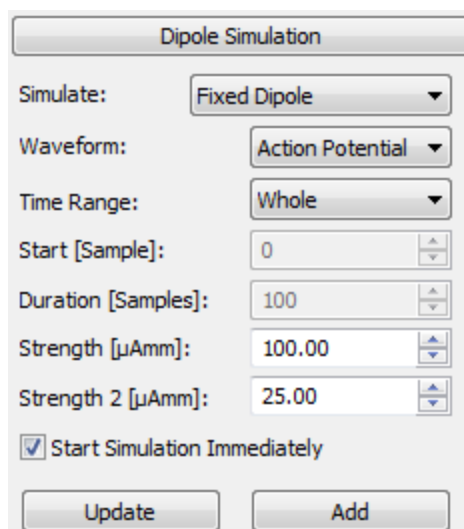 Dipole Simulation
Simulate: Fixed Dipole
Waveform: Action Potential
Time Range: Whole
Start [Sample]: 0
Duration [Samples]: 100
Strength [µAmm]: 100.00
Strength 2 [µAmm]: 25.00
Start Simulation Immediately
Update Add